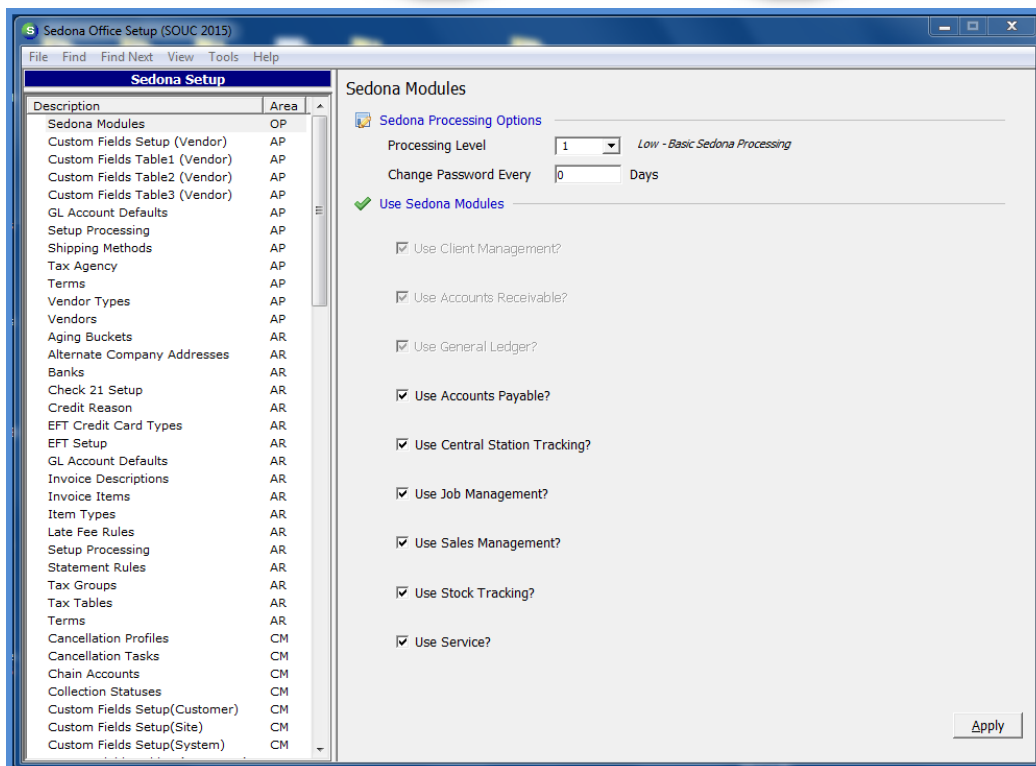 Sedona Office Setup (SOUC 2015)
File Find Find Next View Tools Help
Sedona Setup
Description Area
Sedona Modules OP
Custom Fields Setup (Vendor) AP
Custom Fields Table1 (Vendor) AP
Custom Fields Table2 (Vendor) AP
Custom Fields Table3 (Vendor) AP
GL Account Defaults AP
Setup Processing AP
Shipping Methods AP
Tax Agency AP
Terms AP
Vendor Types AP
Vendors AP
Aging Buckets AR
Alternate Company Addresses AR
Banks AR
Check 21 Setup AR
Credit Reason AR
EFT Credit Card Types AR
EFT Setup AR
GL Account Defaults AR
Invoice Descriptions AR
Invoice Items AR
Item Types AR
Late Fee Rules AR
Setup Processing AR
Statement Rules AR
Tax Groups AR
Tax Tables AR
Terms AR
Cancellation Profiles CM
Cancellation Tasks CM
Chain Accounts CM
Collection Statuses CM
Custom Fields Setup(Customer) CM
Custom Fields Setup(Site) CM
Custom Fields Setup(System) CM
Sedona Modules
Sedona Processing Options
Processing Level 1 Low - Basic Sedona Processing
Change Password Every 0 Days
Use Sedona Modules
Use Client Management?
Use Accounts Receivable?
Use General Ledger?
Use Accounts Payable?
Use Central Station Tracking?
Use Job Management?
Use Sales Management?
Use Stock Tracking?
Use Service?
Apply